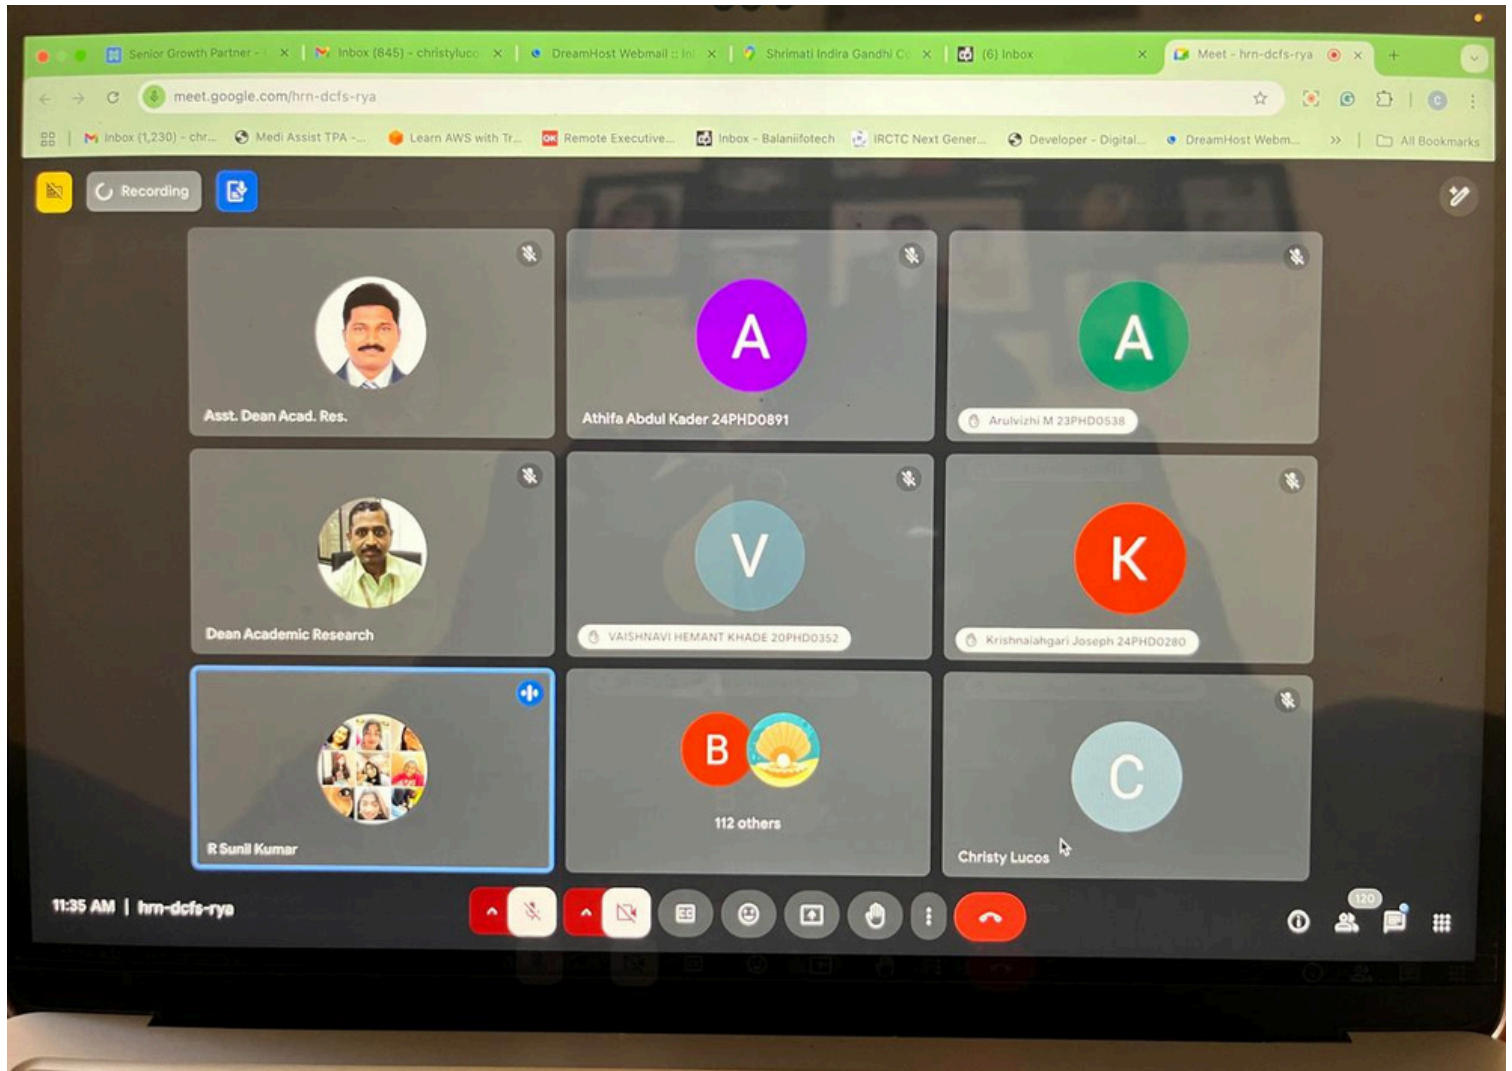 Senior Growth Partner -
Inbox (845) - christyluco
DreamHost Webmail :: In
Shrimati Indira Gandhi Co
(6) Inbox
Meet - hrn-dcfs-rya
meet.google.com/hrn-dcfs-rya
C
Inbox (1,230) - chr...
Medi Assist TPA -...
Learn AWS with Tr...
OK
Remote Executive...
Inbox - Balaniifotech
IRCTC Next Gener...
Developer - Digital...
DreamHost Webm...
All Bookmarks
Recording
Asst. Dean Acad. Res.
A
Athifa Abdul Kader 24PHD0891
A
Arulvizhi M 23PHD0538
Dean Academic Research
V
VAISHNAVI HEMANT KHADE 20PHD0352
K
Krishnaiahgari Joseph 24PHD0280
R Sunil Kumar
B
112 others
C
Christy Lucos
11:35 AM | hrn-dcfs-rya
CC
120